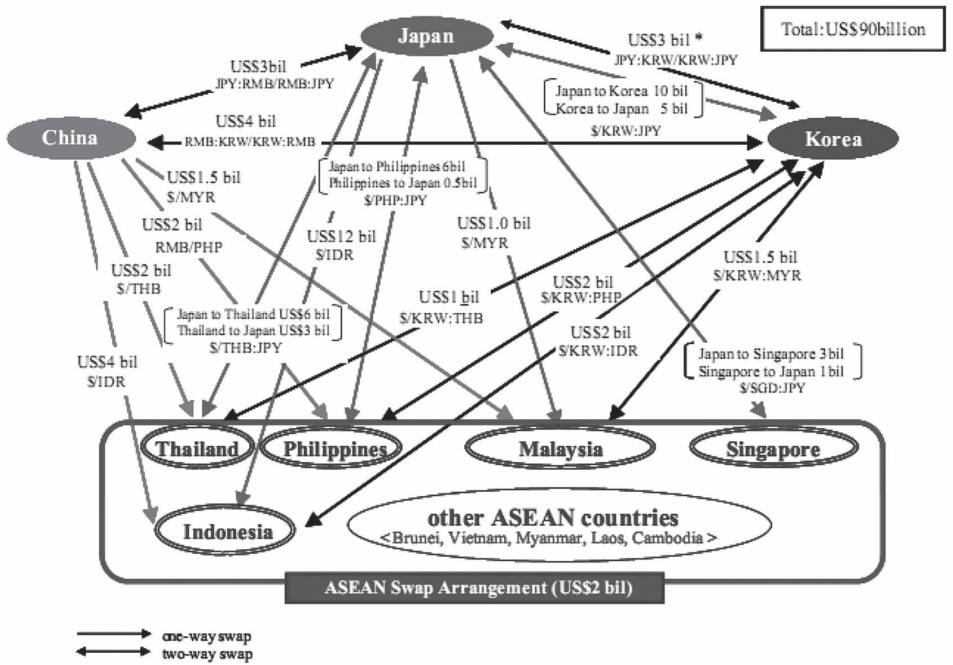 Japan
Total:US$90billion
US$3 bil *
JPY:KRW/KRW:JPY
US$3bil
JPY:RMB/RMB:JPY
Japan to Korea 10 bil
Korea to Japan 5 bil
$/KRW:JPY
China
US$4 bil
RMB:KRW/KRW:RMB
Korea
US$1.5 bil
$/MYR
Japan to Philippines 6bil
Philippines to Japan 0.5bil
$/PHP:JPY
US$2 bil
RMB/PHP
US$12 bil
$/IDR
US$1.0 bil
$/MYR
US$1.5 bil
$/KRW:MYR
US$2 bil
$/THB
US$1 bil
$/KRW:THB
US$2 bil
$/KRW:PHP
Japan to Thailand US$6 bil
Thailand to Japan US$3 bil
$/THB:JPY
US$2 bil
$/KRW:IDR
US$4 bil
$/IDR
Japan to Singapore 3bil
Singapore to Japan 1bil
$/SGD:JPY
Thailand
Philippines
Malaysia
Singapore
Indonesia
other ASEAN countries
< Brunei, Vietnam, Myanmar, Laos, Cambodia >
ASEAN Swap Arrangement (US$2 bil)
one-way swap
two-way swap